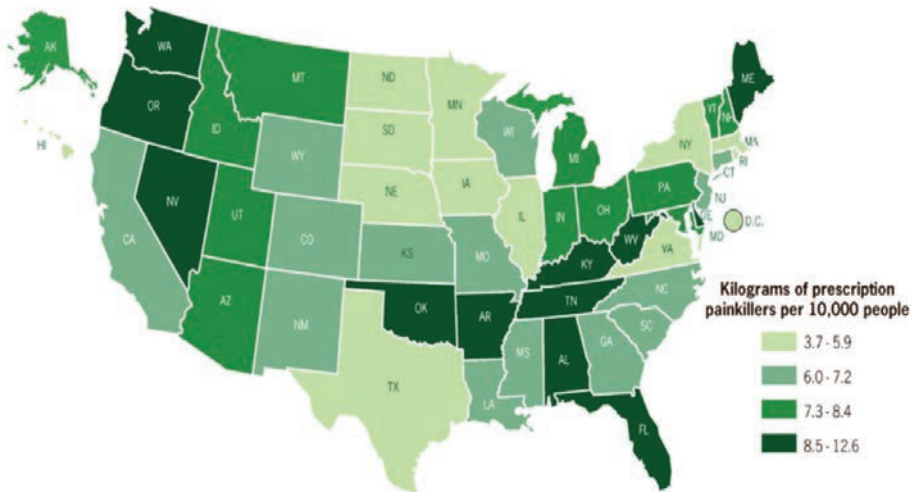 AK
WA
OR
ID
MT
ND
MN
SD
WY
NE
IA
WI
MI
HI
NV
UT
CA
CO
KS
MO
IL
IN
OH
PA
NY
VT
NH
ME
MA
RI
CT
NJ
DE
D.C.
MD
WV
VA
KY
AZ
NM
OK
AR
TN
NC
SC
TX
LA
MS
AL
GA
FL
Kilograms of prescription
painkillers per 10,000 people
3.7 - 5.9
6.0 - 7.2
7.3 - 8.4
8.5 - 12.6